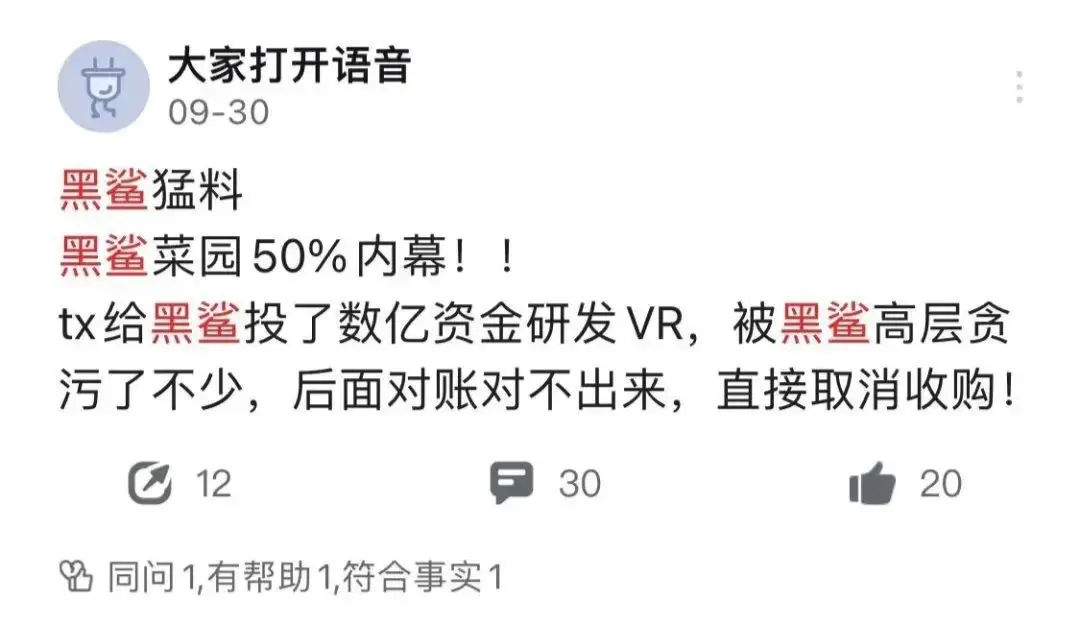 大家打开语音
09-30
黑鲨猛料
黑鲨菜园50%内幕！！
tx给黑鲨投了数亿资金研发VR，被黑鲨高层贪
污了不少，后面对账对不出来，直接取消收购！
12 30 20
同问1,有帮助1,符合事实1